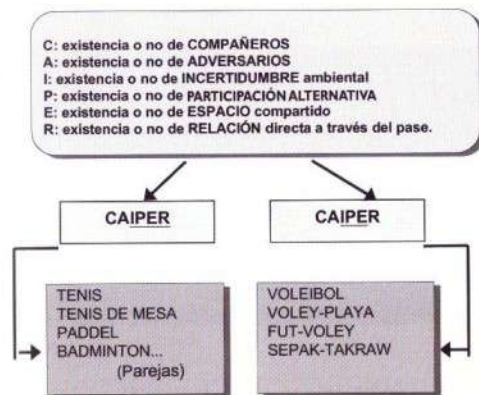 C: existencia o no de COMPAÑEROS
A: existencia o no de ADVERSARIOS
I: existencia o no de INCERTIDUMBRE ambiental
P: existencia o no de PARTICIPACIÓN ALTERNATIVA
E: existencia o no de ESPACIO compartido
R: existencia o no de RELACIÓN directa a través del pase.
CAIPER
CAIPER
TENIS
TENIS DE MESA
PADDEL
BADMINTON...
(Parejas)
VOLEIBOL
VOLEY-PLAYA
FUT-VOLEY
SEPAK-TAKRAW